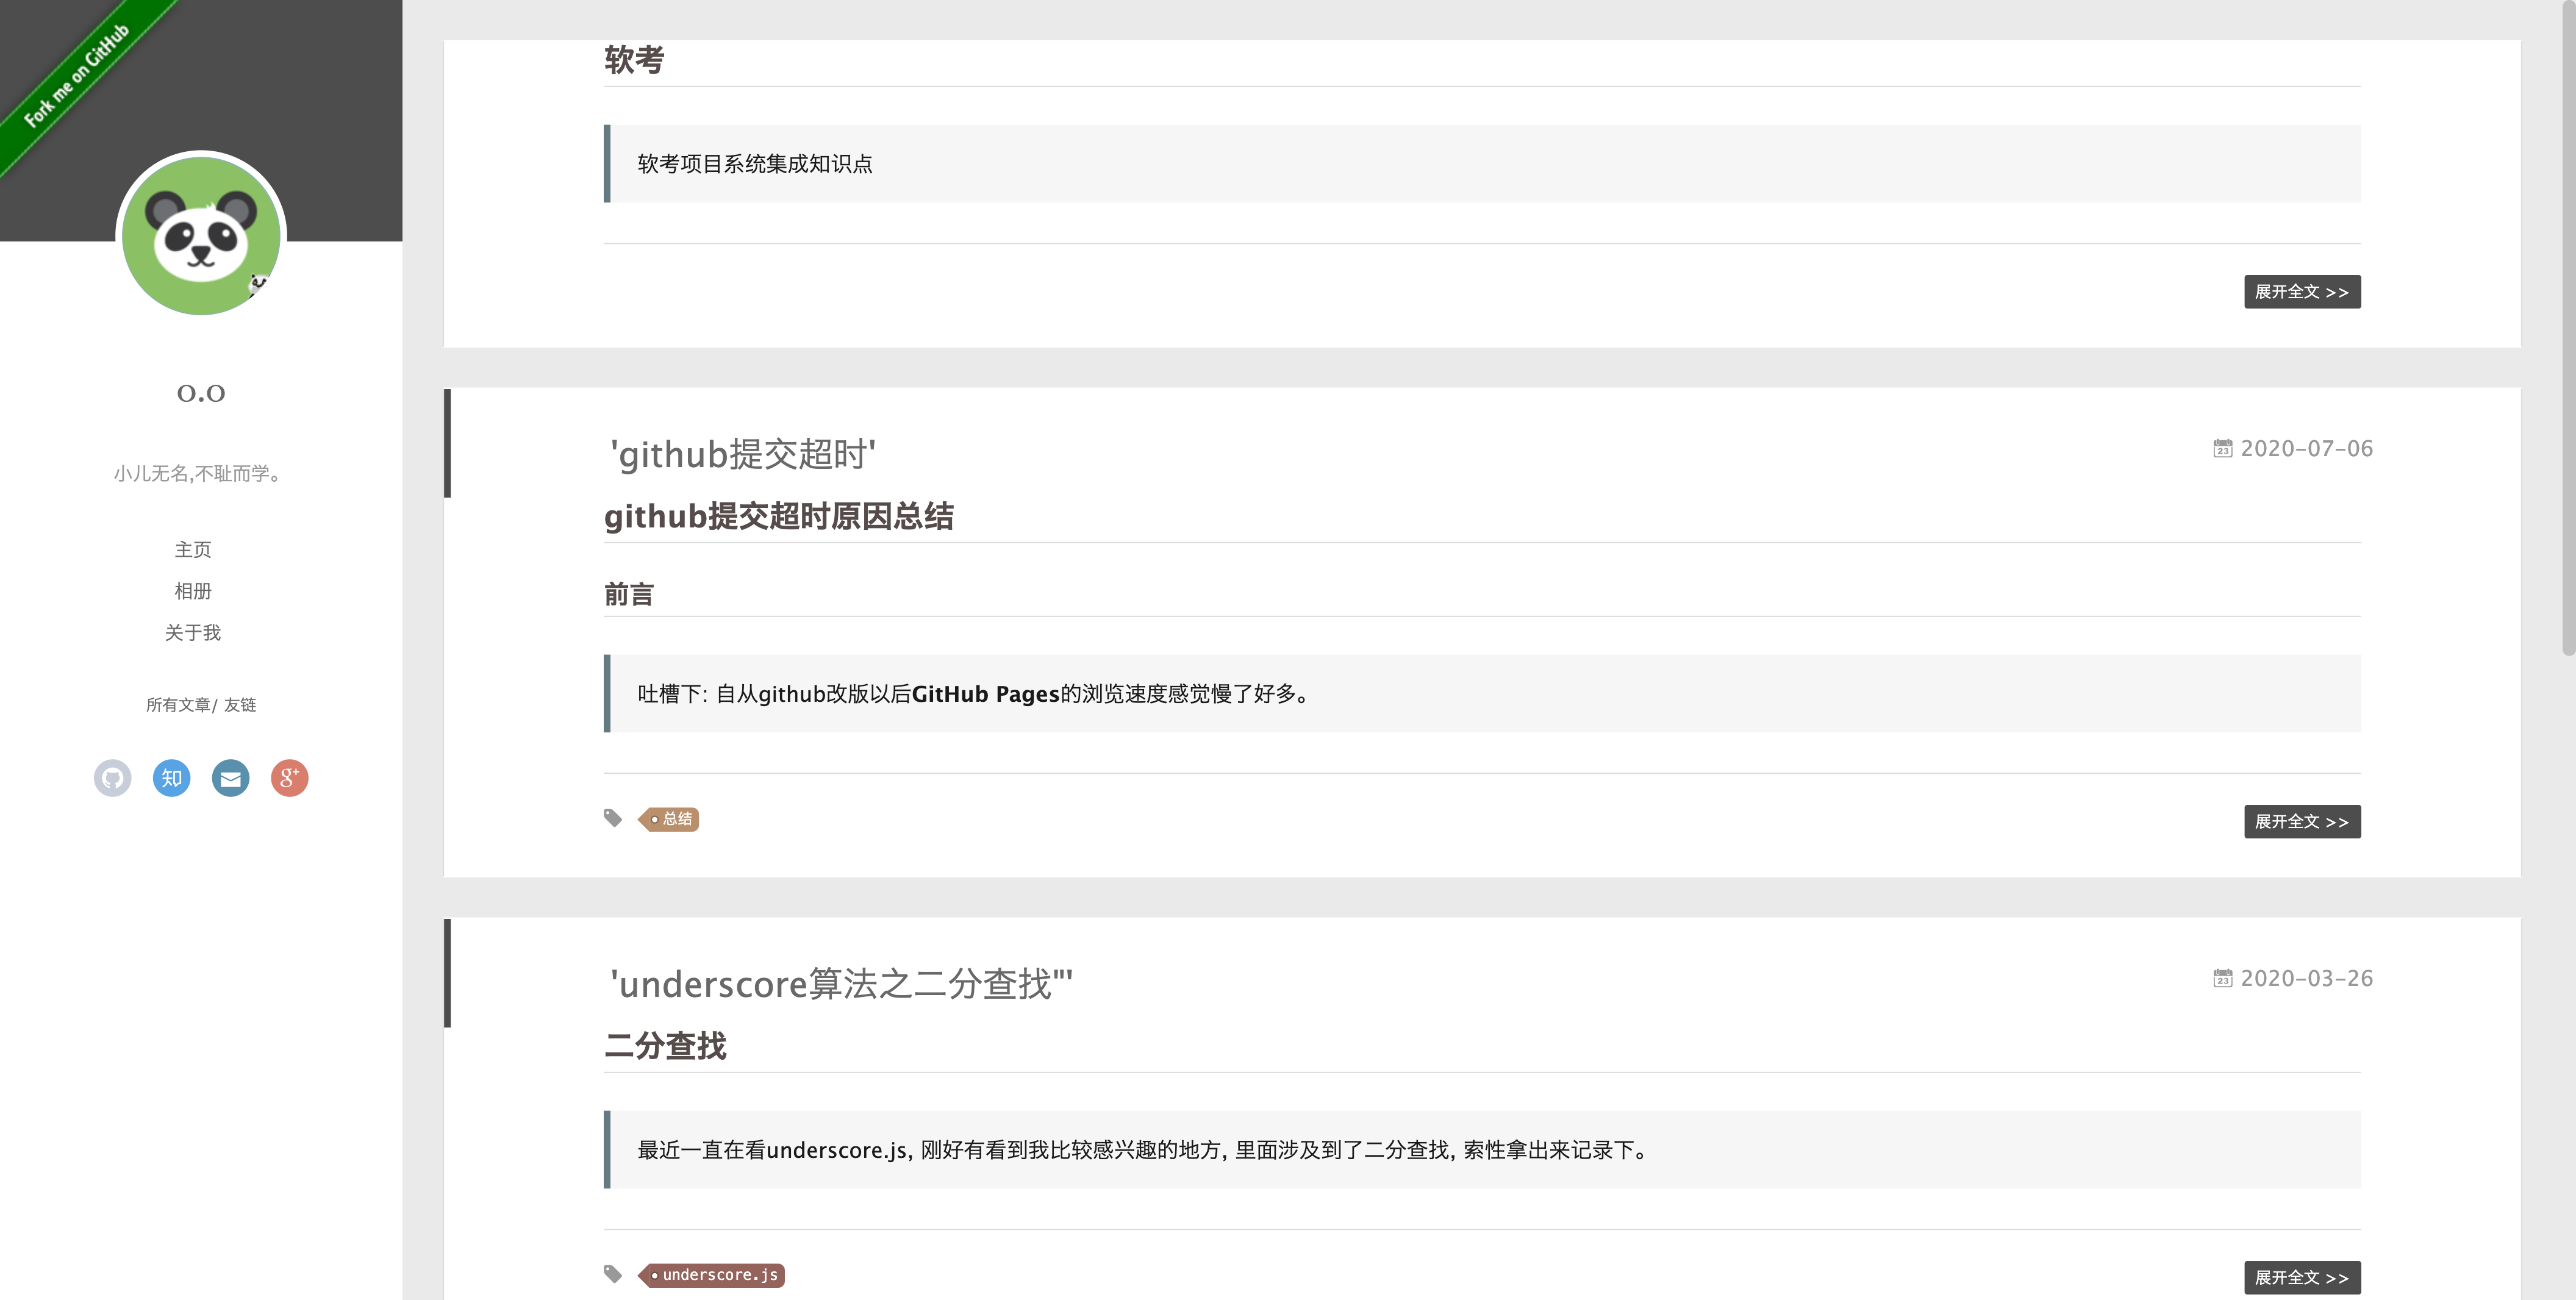 Fork me on GitHub
o.o
小儿无名,不耻而学。
主页
相册
关于我
所有文章/ 友链
知
g+
软考
软考项目系统集成知识点
展开全文 >>
'github提交超时'
23 2020-07-06
github提交超时原因总结
前言
吐槽下: 自从github改版以后GitHub Pages的浏览速度感觉慢了好多。
总结
展开全文 >>
'underscore算法之二分查找"'
23 2020-03-26
二分查找
最近一直在看underscore.js, 刚好有看到我比较感兴趣的地方, 里面涉及到了二分查找, 索性拿出来记录下。
underscore.js
展开全文 >>